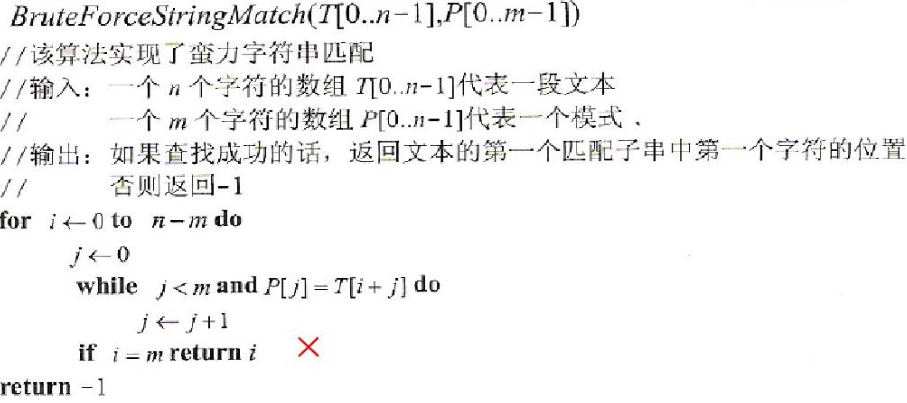 BruteForceStringMatch(T[0..n-1],P[0..m-1])
//该算法实现了蛮力字符串匹配
//输入：一个 n 个字符的数组 T[0..n-1]代表一段文本
// 一个 m 个字符的数组 P[0..n-1]代表一个模式．
//输出：如果查找成功的话，返回文本的第一个匹配子串中第一个字符的位置
// 否则返回-1
for i ← 0 to n－m do
j ← 0
while j < m and P[j] = T[i + j] do
j ← j+1
if i = m return i ×
return -1